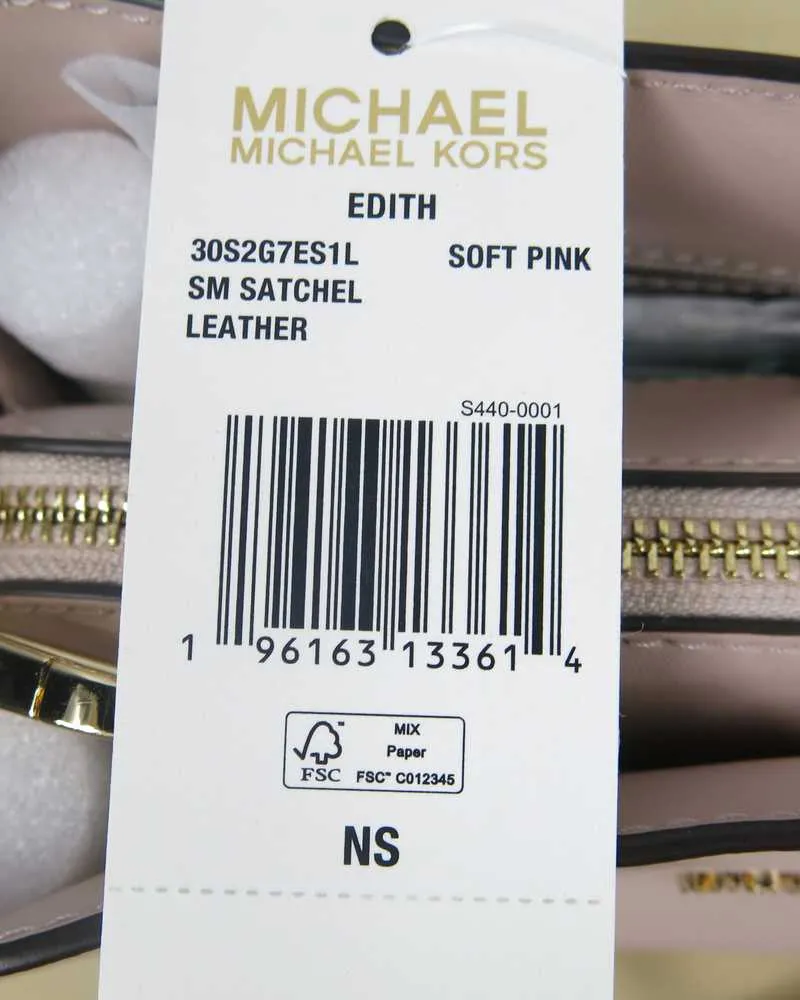 MICHAEL
MICHAEL KORS
EDITH
30S2G7ES1L SOFT PINK
SM SATCHEL
LEATHER
S440-0001
1 96163 13361 4
FSC
MIX
Paper
FSC™ C012345
NS